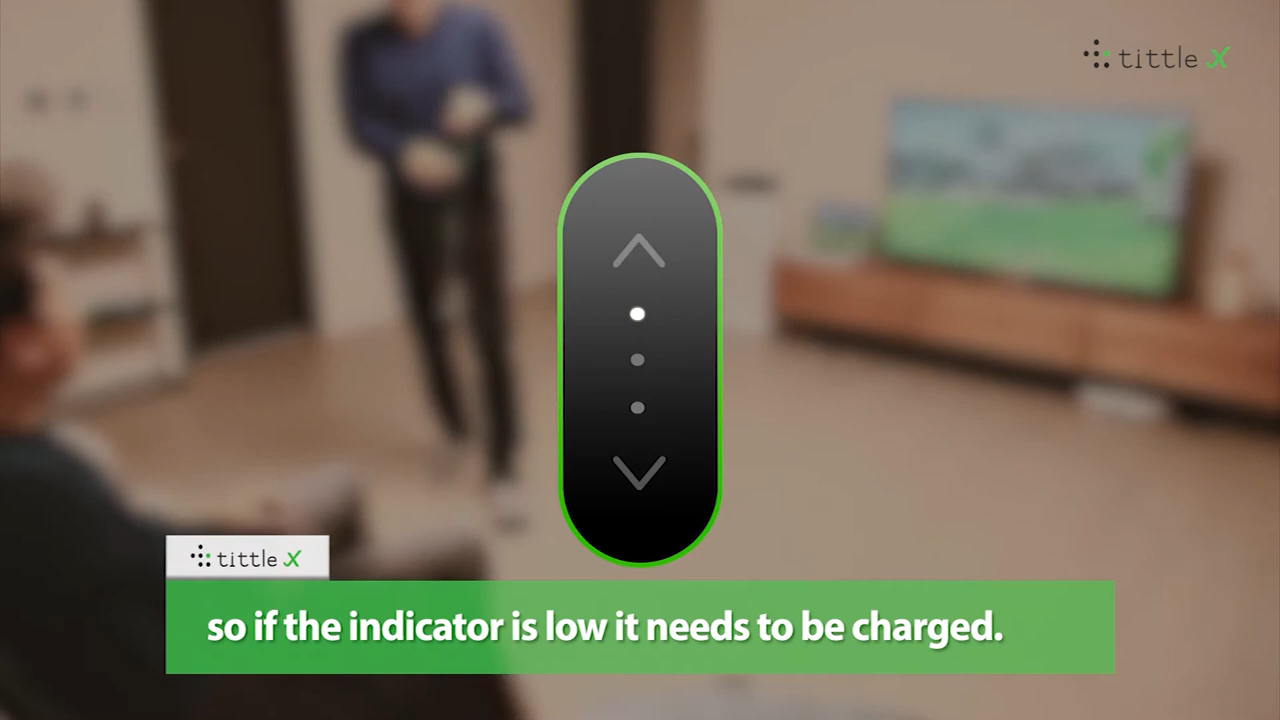 tittle X
tittle X
so if the indicator is low it needs to be charged.